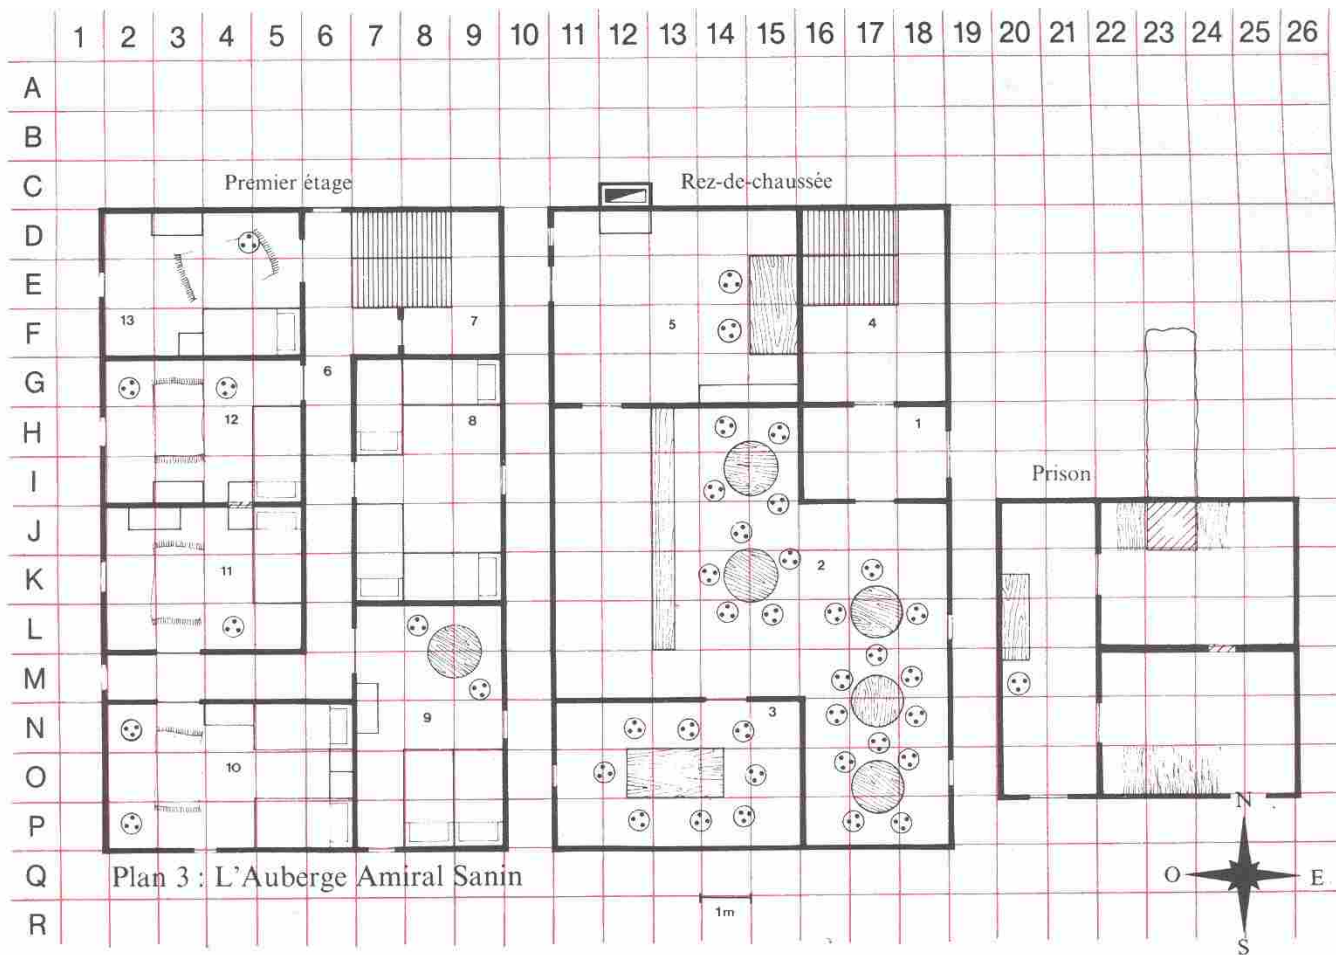 1 2 3 4 5 6 7 8 9 10 11 12 13 14 15 16 17 18 19 20 21 22 23 24 25 26
A
B
C
Premier étage Rez-de-chaussée
D
E
F
13 7 5 4
G
6
H
12 8 1
I
Prison
J
K
11 2
L
M
N
9 3
O
10
P
N
Q
Plan 3 : L'Auberge Amiral Sanin
O E
R
1m
S